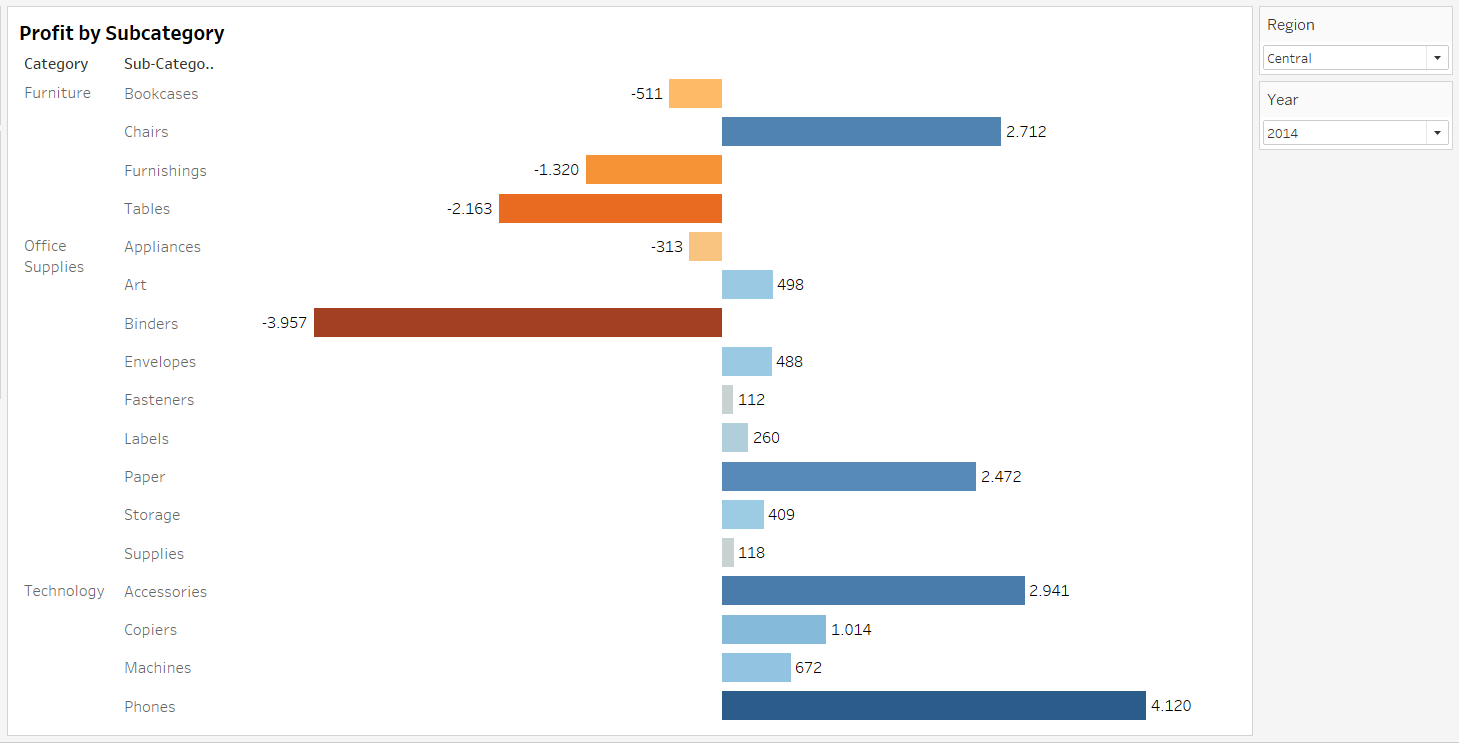 Profit by Subcategory
Category Sub-Catego..
Furniture Bookcases -511
Chairs 2.712
Furnishings -1.320
Tables -2.163
Office Supplies Appliances -313
Art 498
Binders -3.957
Envelopes 488
Fasteners 112
Labels 260
Paper 2.472
Storage 409
Supplies 118
Technology Accessories 2.941
Copiers 1.014
Machines 672
Phones 4.120
Region
Central
Year
2014